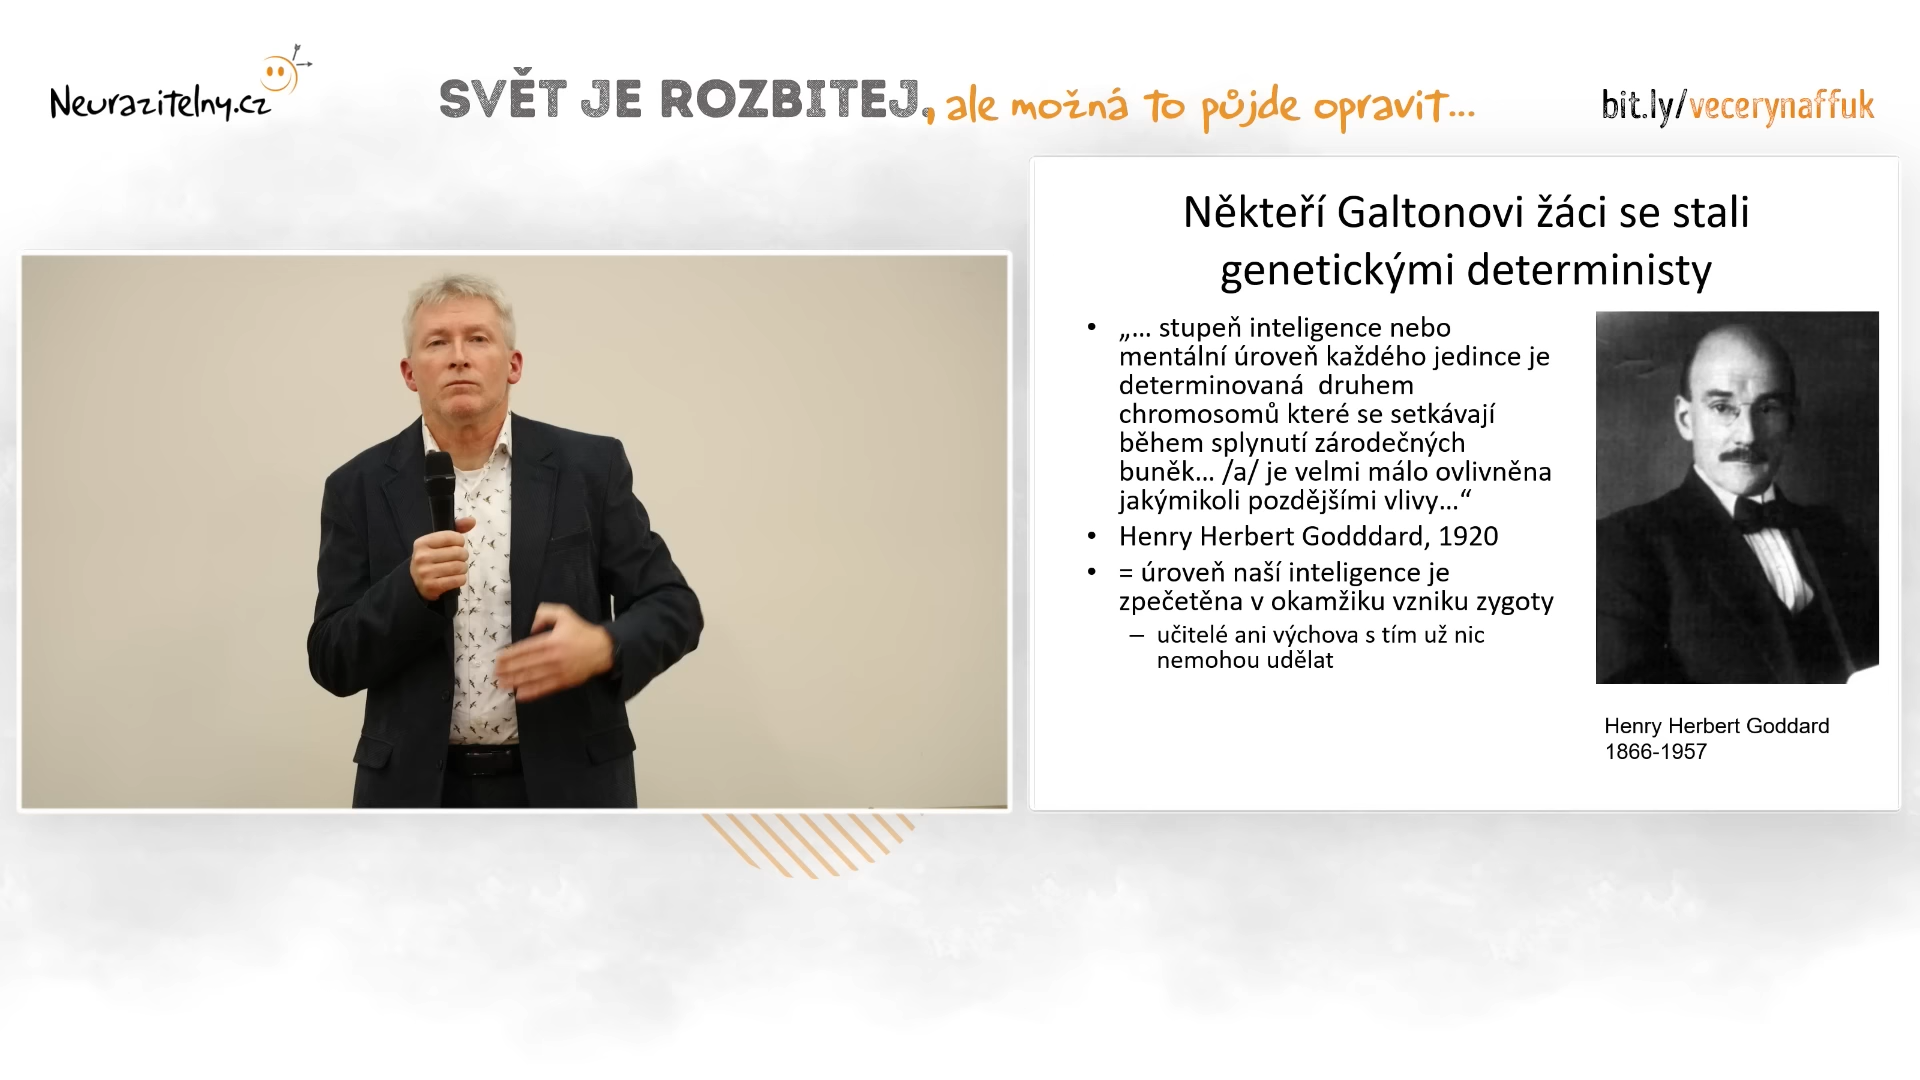 Neurazitelny.cz
SVĚT JE ROZBITEJ, ale možná to půjde opravit...
bit.ly/vecerynaffuk
Někteří Galtonovi žáci se stali
genetickými deterministy
• „… stupeň inteligence nebo
mentální úroveň každého jedince je
determinovaná  druhem
chromosomů které se setkávají
během splynutí zárodečných
buněk… /a/ je velmi málo ovlivněna
jakýmikoli pozdějšími vlivy…“
• Henry Herbert Godddard, 1920
• = úroveň naší inteligence je
zpečetěna v okamžiku vzniku zygoty
– učitelé ani výchova s tím už nic
nemohou udělat
Henry Herbert Goddard
1866-1957